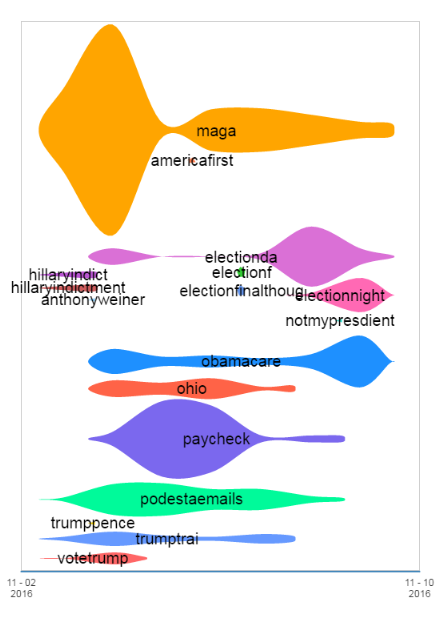 maga
americafirst
electionda
electionf
hillaryindict
hillaryindictment
electionfinalthoug
electionnight
anthonyweiner
notmypresdient
obamacare
ohio
paycheck
podestaemails
trumppence
trumptrai
votetrump
11 - 02
2016
11 - 10
2016